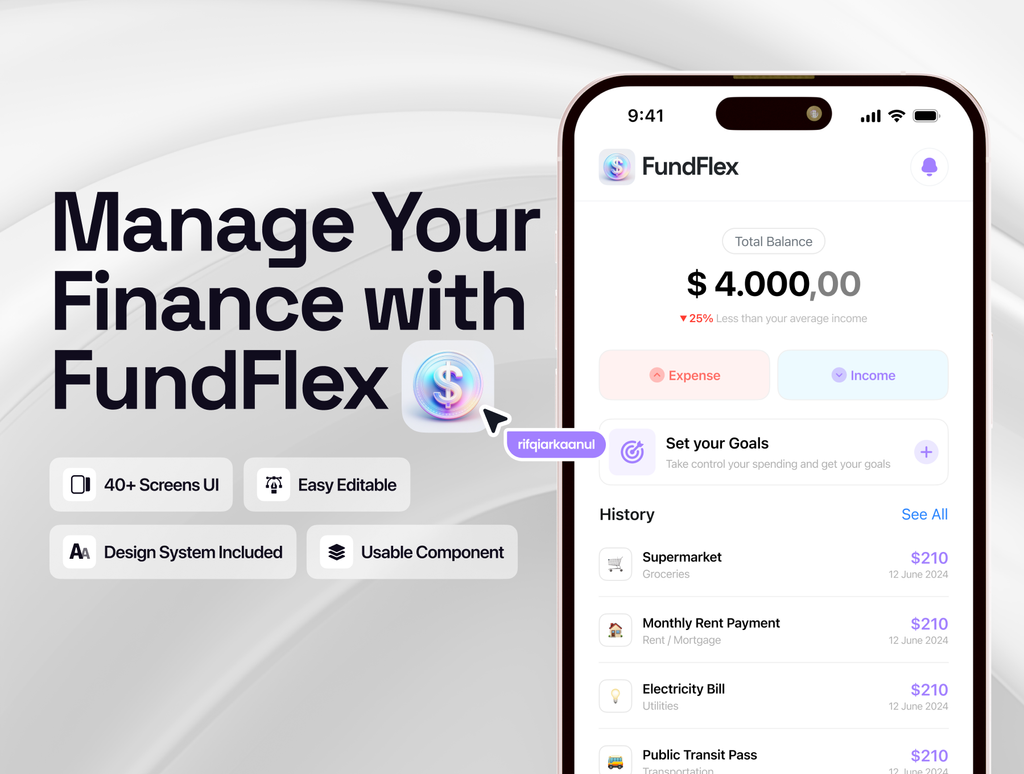 Manage Your
Finance with
FundFlex
rifqiarkaanul
40+ Screens UI
Easy Editable
Design System Included
Usable Component
9:41
FundFlex
Total Balance
$ 4.000,00
25% Less than your average income
Expense
Income
Set your Goals
Take control your spending and get your goals
History
See All
Supermarket
$210
Groceries
12 June 2024
Monthly Rent Payment
$210
Rent / Mortgage
12 June 2024
Electricity Bill
$210
Utilities
12 June 2024
Public Transit Pass
$210
Transportation
12 June 2024